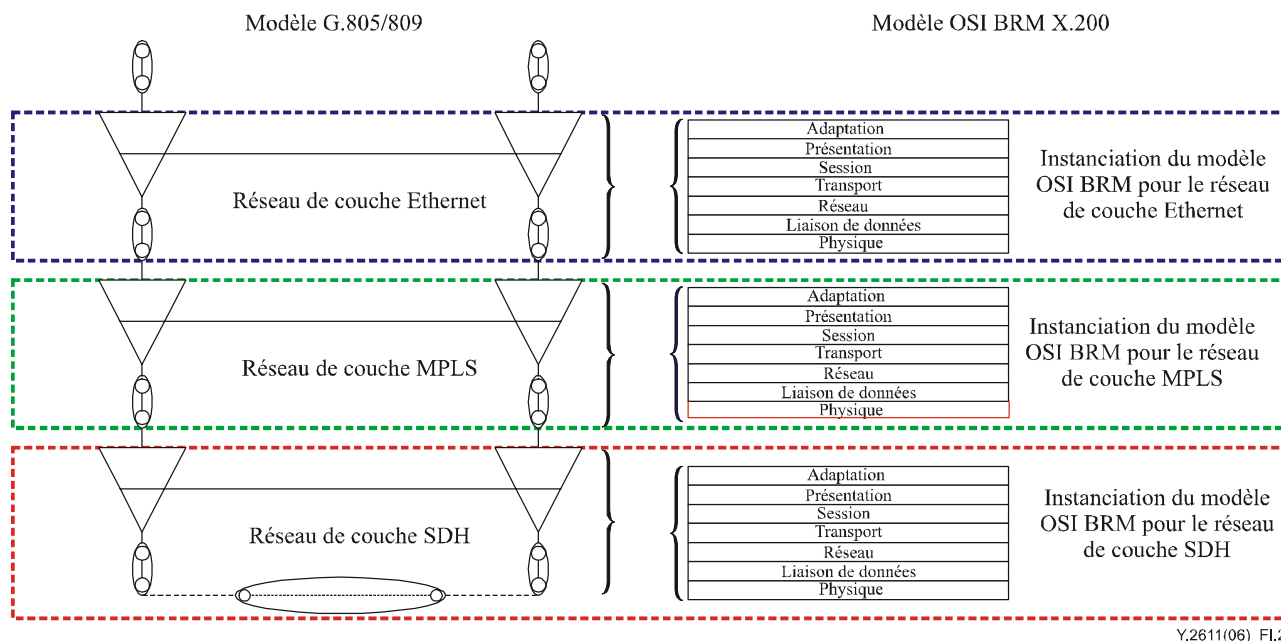 Modèle G.805/809
Modèle OSI BRM X.200
Réseau de couche Ethernet
Adaptation
Présentation
Session
Transport
Réseau
Liaison de données
Physique
Instanciation du modèle
OSI BRM pour le réseau
de couche Ethernet
Réseau de couche MPLS
Adaptation
Présentation
Session
Transport
Réseau
Liaison de données
Physique
Instanciation du modèle
OSI BRM pour le réseau
de couche MPLS
Réseau de couche SDH
Adaptation
Présentation
Session
Transport
Réseau
Liaison de données
Physique
Instanciation du modèle
OSI BRM pour le réseau
de couche SDH
Y.2611(06)_FI.2